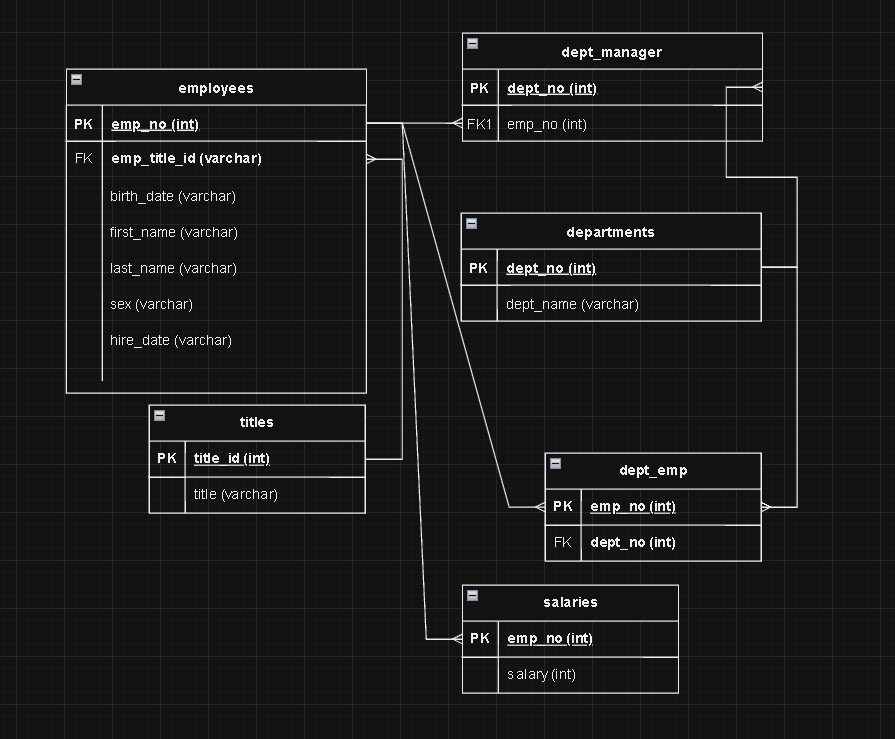 employees
PK emp_no (int)
FK emp_title_id (varchar)
birth_date (varchar)
first_name (varchar)
last_name (varchar)
sex (varchar)
hire_date (varchar)
titles
PK title_id (int)
title (varchar)
dept_manager
PK dept_no (int)
FK1 emp_no (int)
departments
PK dept_no (int)
dept_name (varchar)
dept_emp
PK emp_no (int)
FK dept_no (int)
salaries
PK emp_no (int)
salary (int)